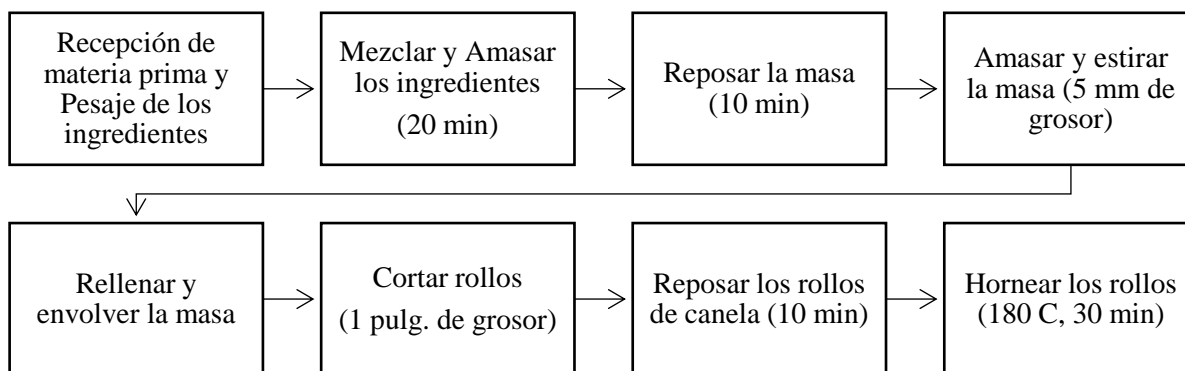 Recepción de
materia prima y
Pesaje de los
ingredientes
Mezclar y Amasar
los ingredientes
(20 min)
Reposar la masa
(10 min)
Amasar y estirar
la masa (5 mm de
grosor)
Rellenar y
envolver la masa
Cortar rollos
(1 pulg. de grosor)
Reposar los rollos
de canela (10 min)
Hornear los rollos
(180 C, 30 min)